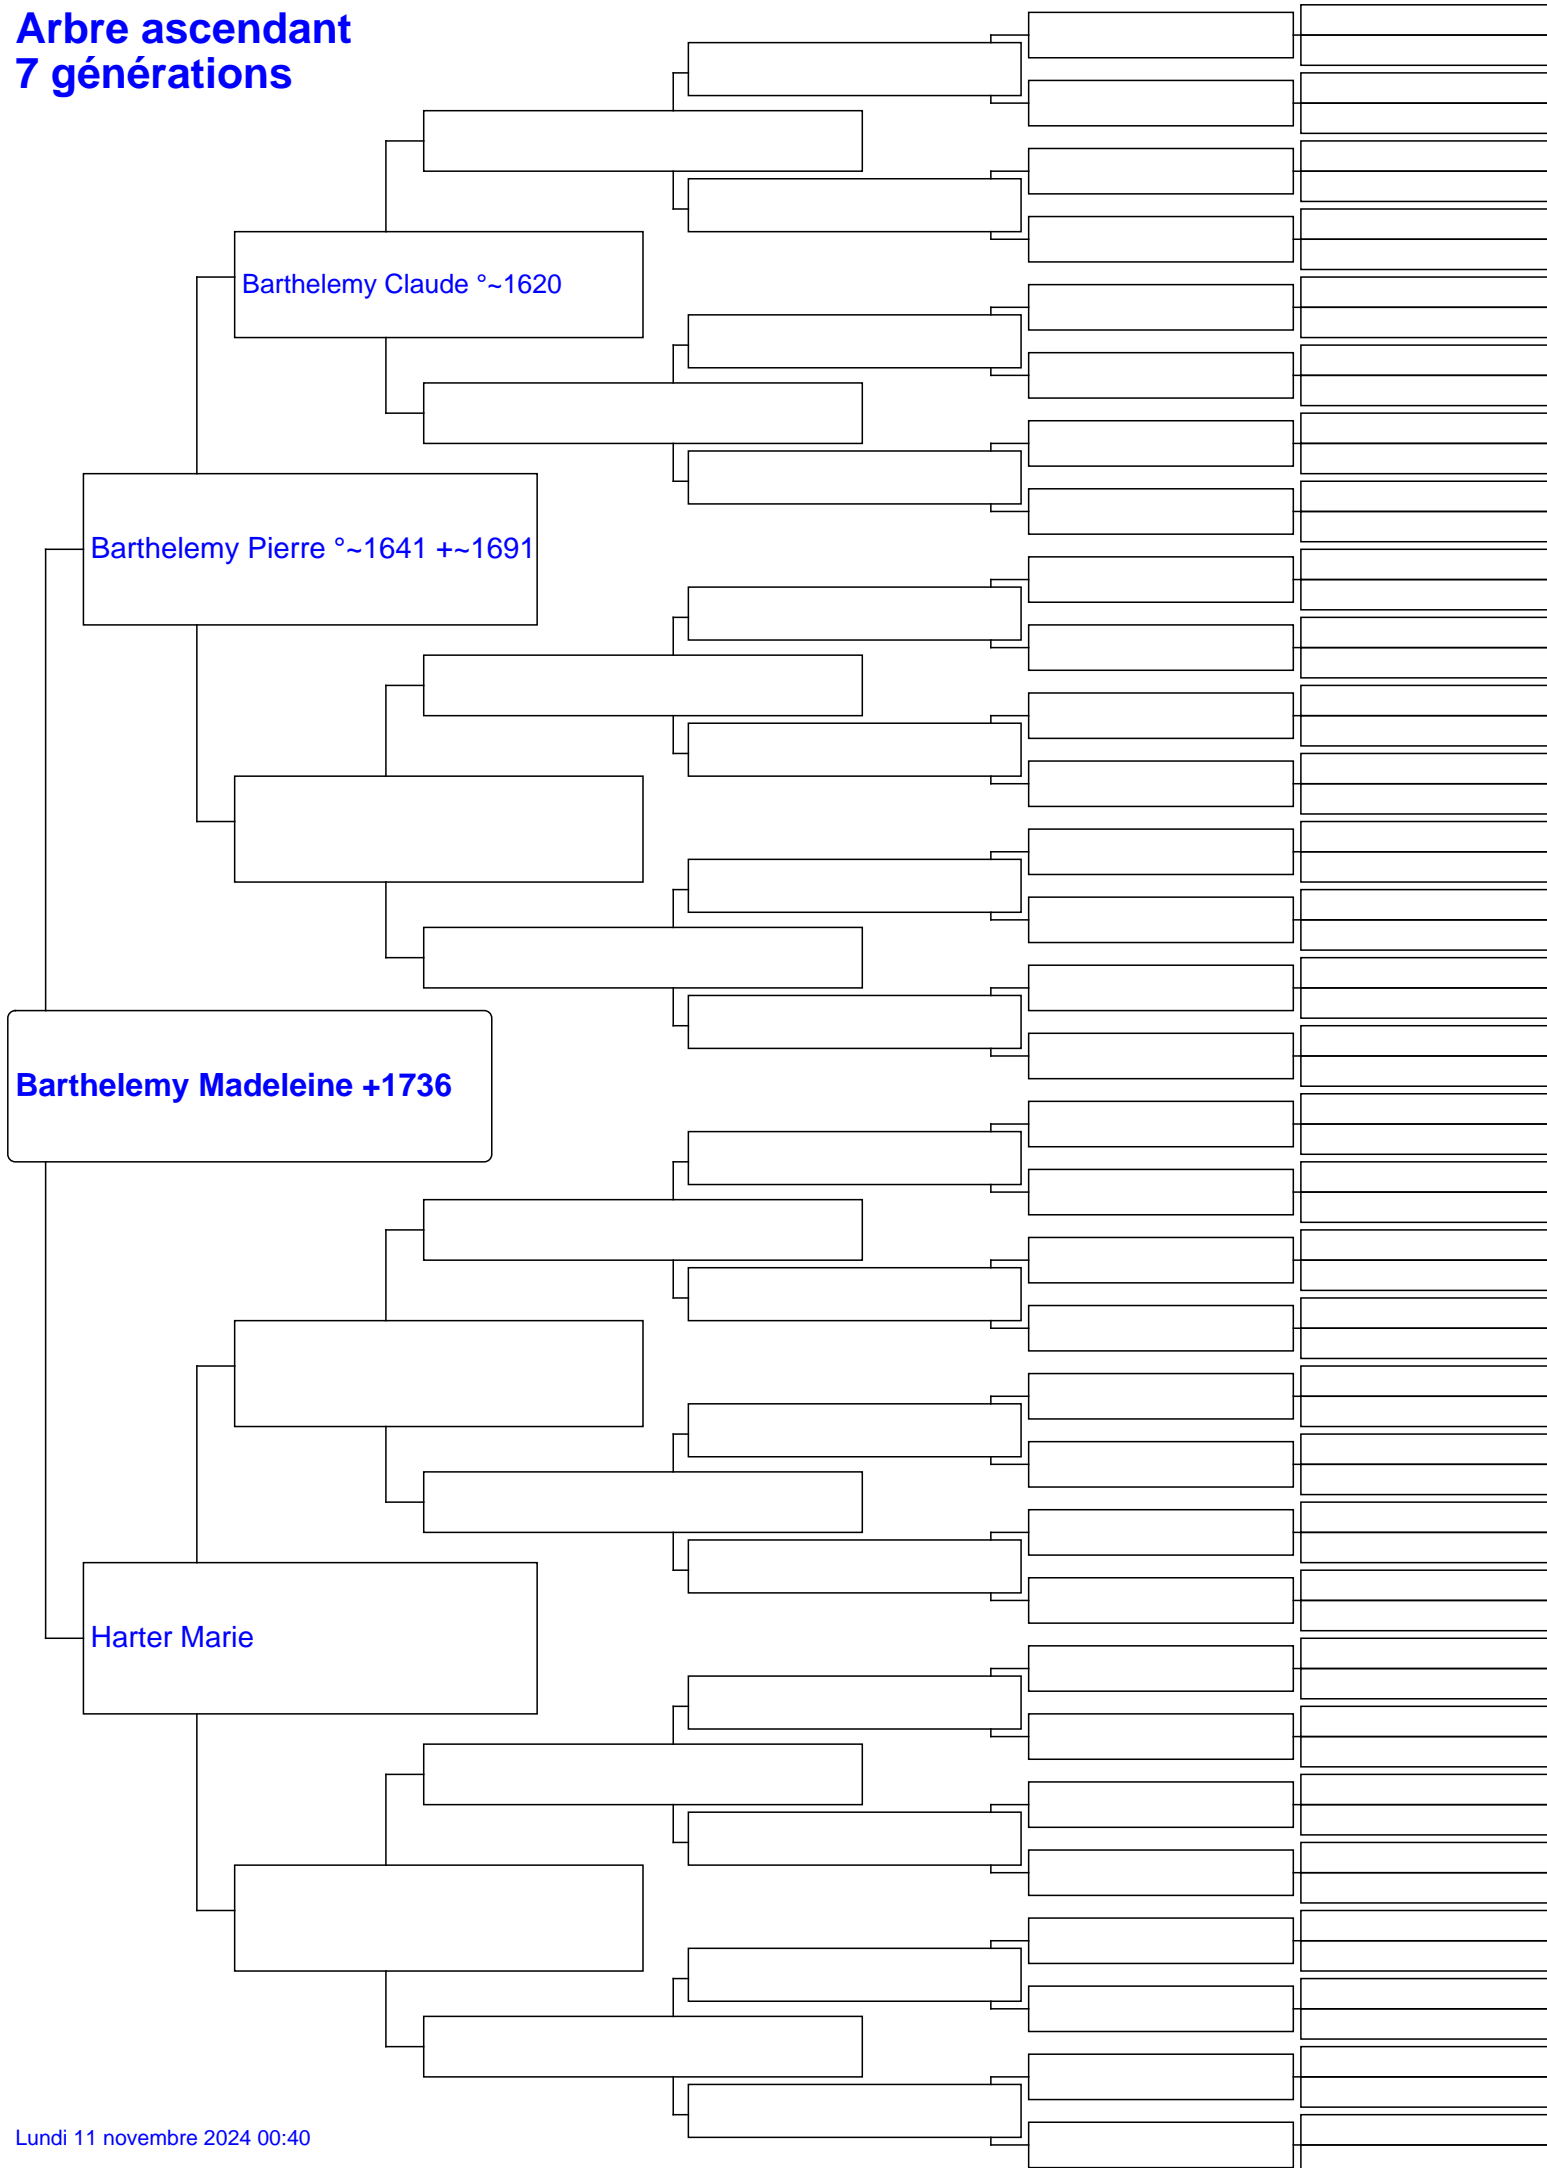 Arbre ascendant
7 générations
Barthelemy Claude °~1620
Barthelemy Pierre °~1641 +~1691
Barthelemy Madeleine +1736
Harter Marie
Lundi 11 novembre 2024 00:40